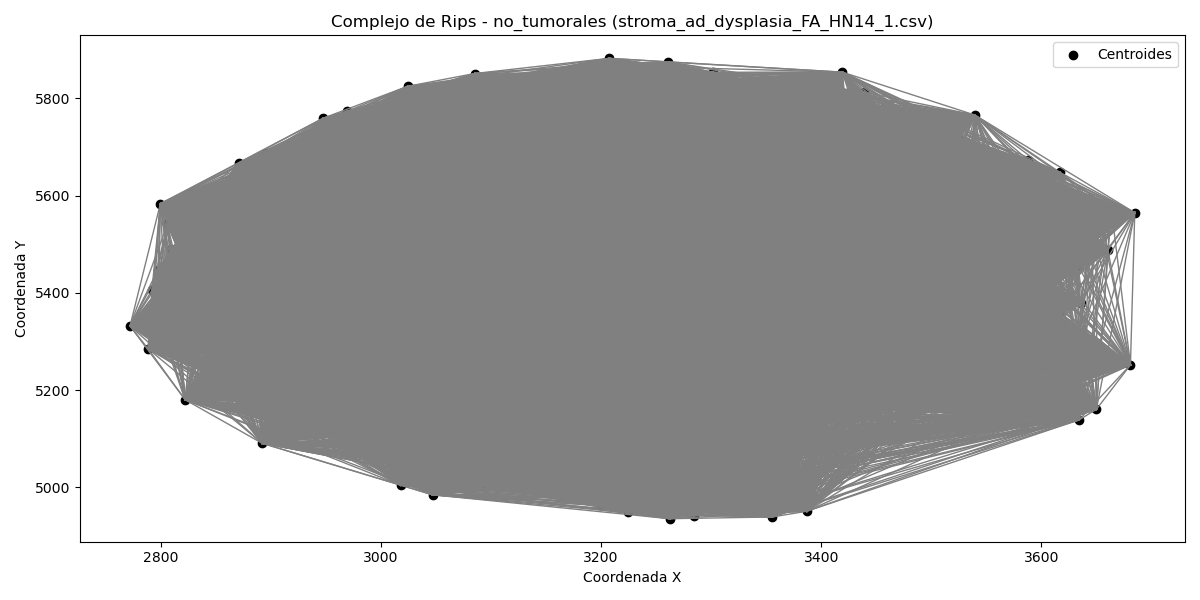 Complejo de Rips - no_tumorales (stroma_ad_dysplasia_FA_HN14_1.csv)
Centroides
Coordenada Y
5800
5600
5400
5200
5000
2800 3000 3200 3400 3600
Coordenada X